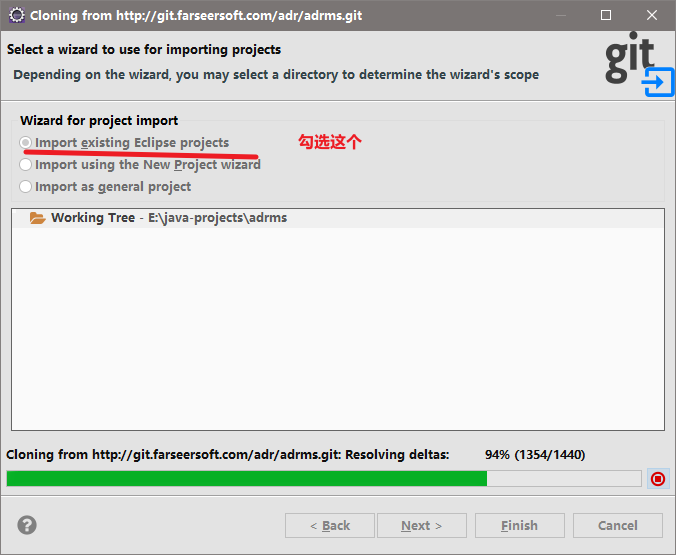 Cloning from http://git.farseersoft.com/adr/adrms.git
Select a wizard to use for importing projects
Depending on the wizard, you may select a directory to determine the wizard's scope
git
Wizard for project import
Import existing Eclipse projects
勾选这个
Import using the New Project wizard
Import as general project
Working Tree - E:\java-projects\adrms
Cloning from http://git.farseersoft.com/adr/adrms.git: Resolving deltas: 94% (1354/1440)
?
< Back
Next >
Finish
Cancel